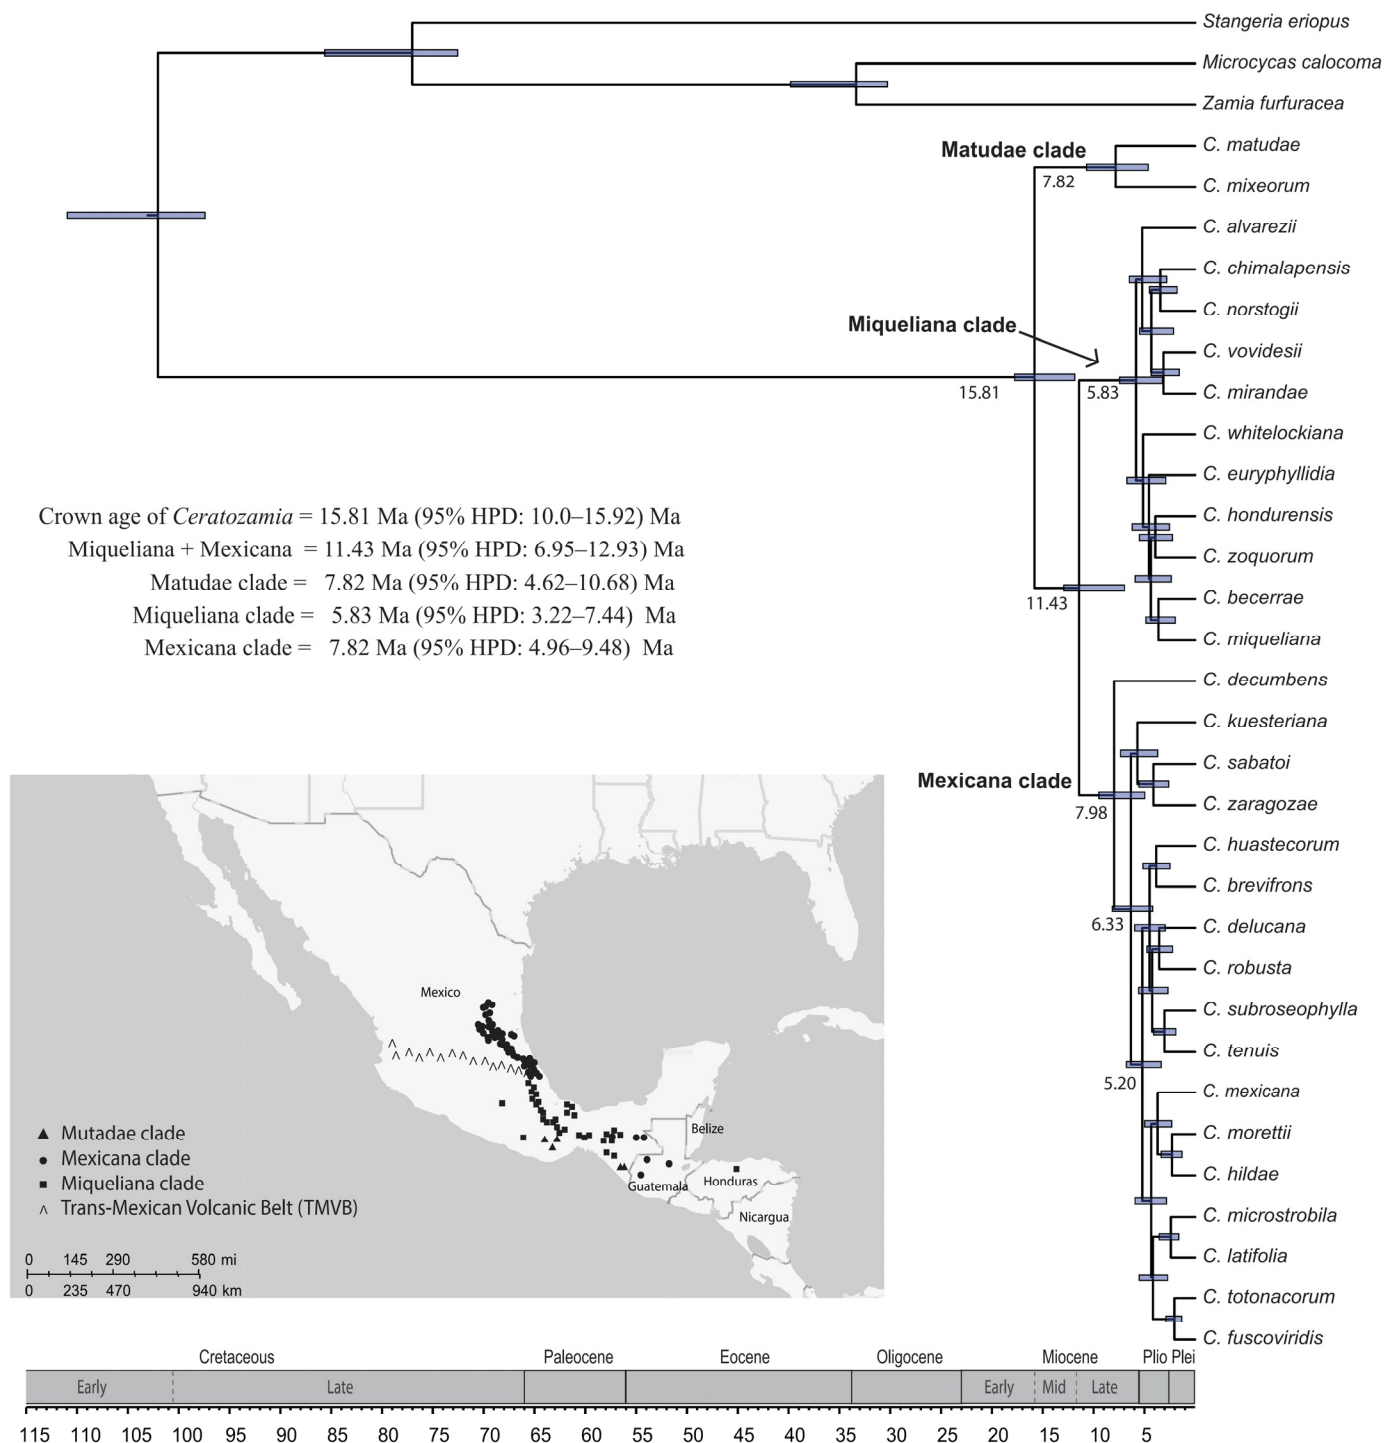 Stangeria eriopus
Microcycas calocoma
Zamia furfuracea
Matudae clade
C. matudae
7.82
C. mixeorum
C. alvarezii
C. chimalapensis
C. norstogii
Miqueliana clade
C. vovidesii
15.81
5.83
C. mirandae
C. whitelockiana
C. euryphyllidia
C. hondurensis
C. zoquorum
C. becerrae
11.43
C. miqueliana
Crown age of Ceratozamia = 15.81 Ma (95% HPD: 10.0–15.92) Ma
Miqueliana + Mexicana = 11.43 Ma (95% HPD: 6.95–12.93) Ma
Matudae clade = 7.82 Ma (95% HPD: 4.62–10.68) Ma
Miqueliana clade = 5.83 Ma (95% HPD: 3.22–7.44) Ma
Mexicana clade = 7.82 Ma (95% HPD: 4.96–9.48) Ma
C. decumbens
C. kuesteriana
C. sabatoi
Mexicana clade
C. zaragozae
7.98
C. huastecorum
C. brevifrons
6.33
C. delucana
C. robusta
C. subroseophylla
C. tenuis
5.20
C. mexicana
C. morettii
C. hildae
C. microstrobila
C. latifolia
C. totonacorum
C. fuscoviridis
Mexico
Belize
Guatemala
Honduras
Nicargua
▲ Mutadae clade
● Mexicana clade
■ Miqueliana clade
^ Trans-Mexican Volcanic Belt (TMVB)
0 145 290 580 mi
0 235 470 940 km
Cretaceous Paleocene Eocene Oligocene Miocene Plio Plei
Early Late Early Mid Late
115 110 105 100 95 90 85 80 75 70 65 60 55 50 45 40 35 30 25 20 15 10 5